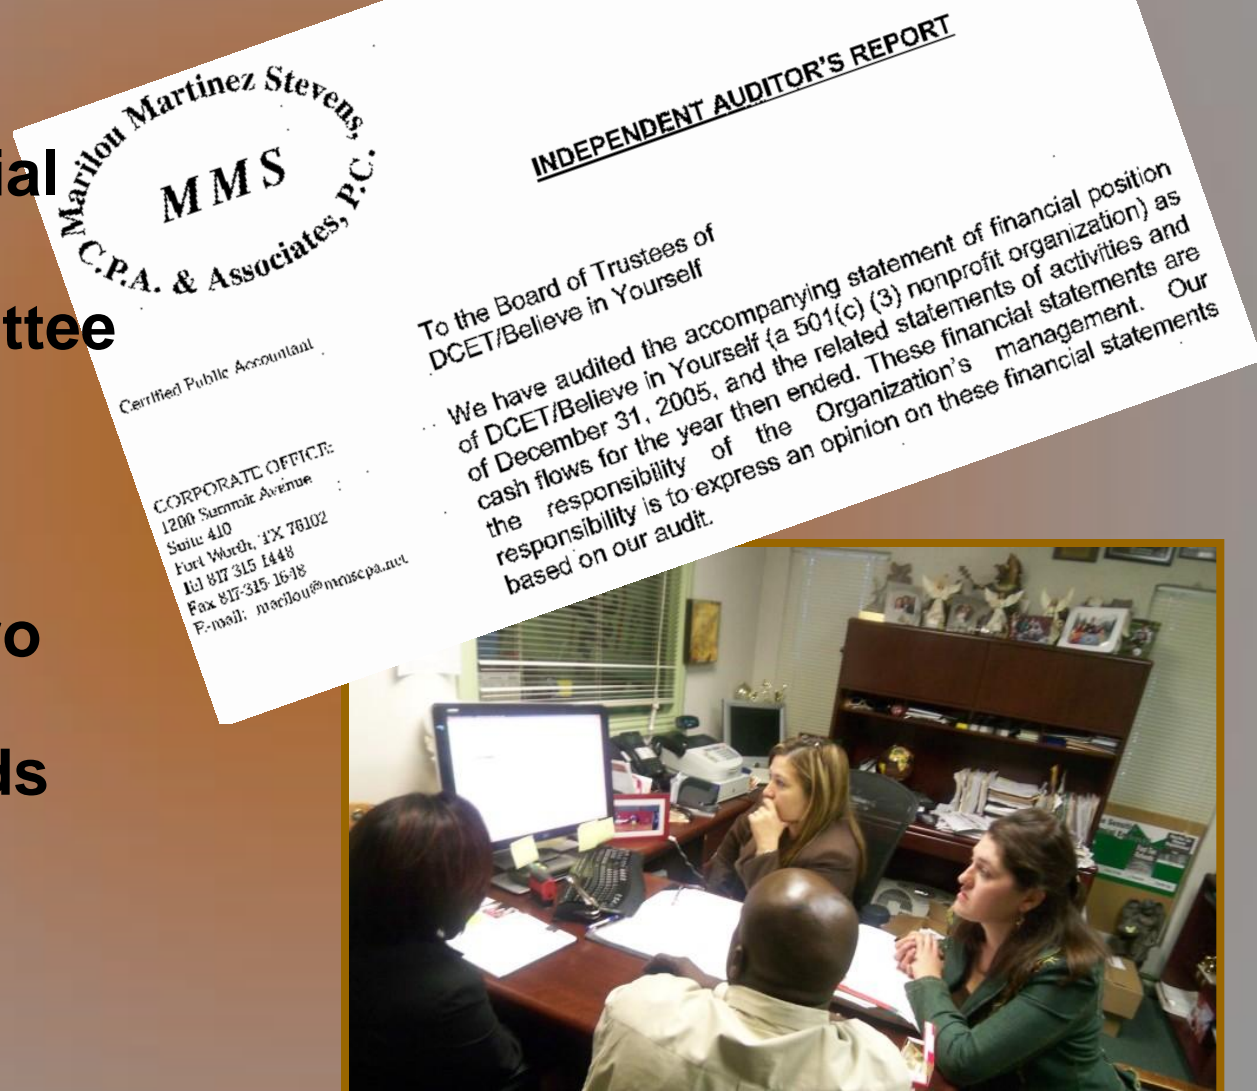 ial
ttee
o
ds
Marilou Martinez Stevens,
MMS
C.P.A. & Associates, P.C.
Certified Public Accountant
CORPORATE OFFICE:
1200 Summit Avenue
Suite 410
Fort Worth, TX 76102
Tel 817-315-1448
Fax 817-315-1618
E-mail: marilou@mmscpa.net
INDEPENDENT AUDITOR'S REPORT
To the Board of Trustees of
DCET/Believe in Yourself
We have audited the accompanying statement of financial position
of DCET/Believe in Yourself (a 501(c) (3) nonprofit organization) as
of December 31, 2005, and the related statements of activities and
cash flows for the year then ended. These financial statements are
the responsibility of the Organization's management. Our
responsibility is to express an opinion on these financial statements
based on our audit.